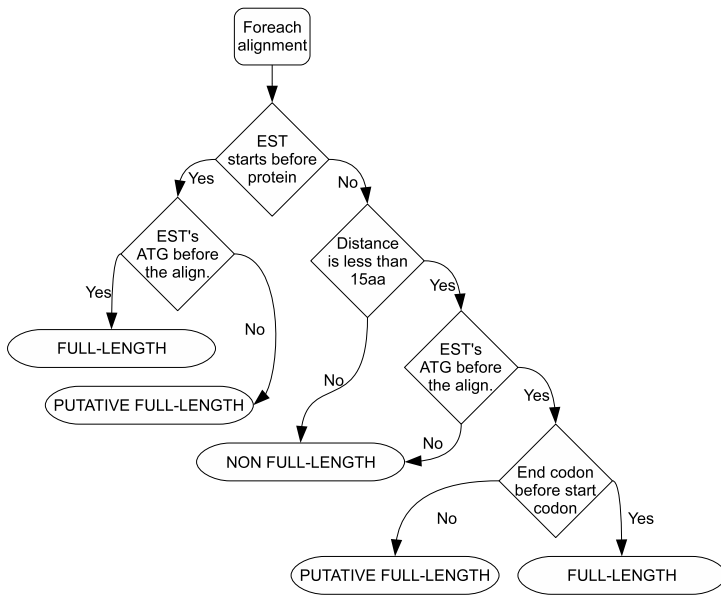 Foreach
alignment
EST
starts before
protein
Yes
No
EST's
ATG before
the align.
Distance
is less than
15aa
Yes
No
Yes
FULL-LENGTH
PUTATIVE FULL-LENGTH
EST's
ATG before
the align.
No
Yes
No
NON FULL-LENGTH
End codon
before start
codon
No
Yes
PUTATIVE FULL-LENGTH
FULL-LENGTH